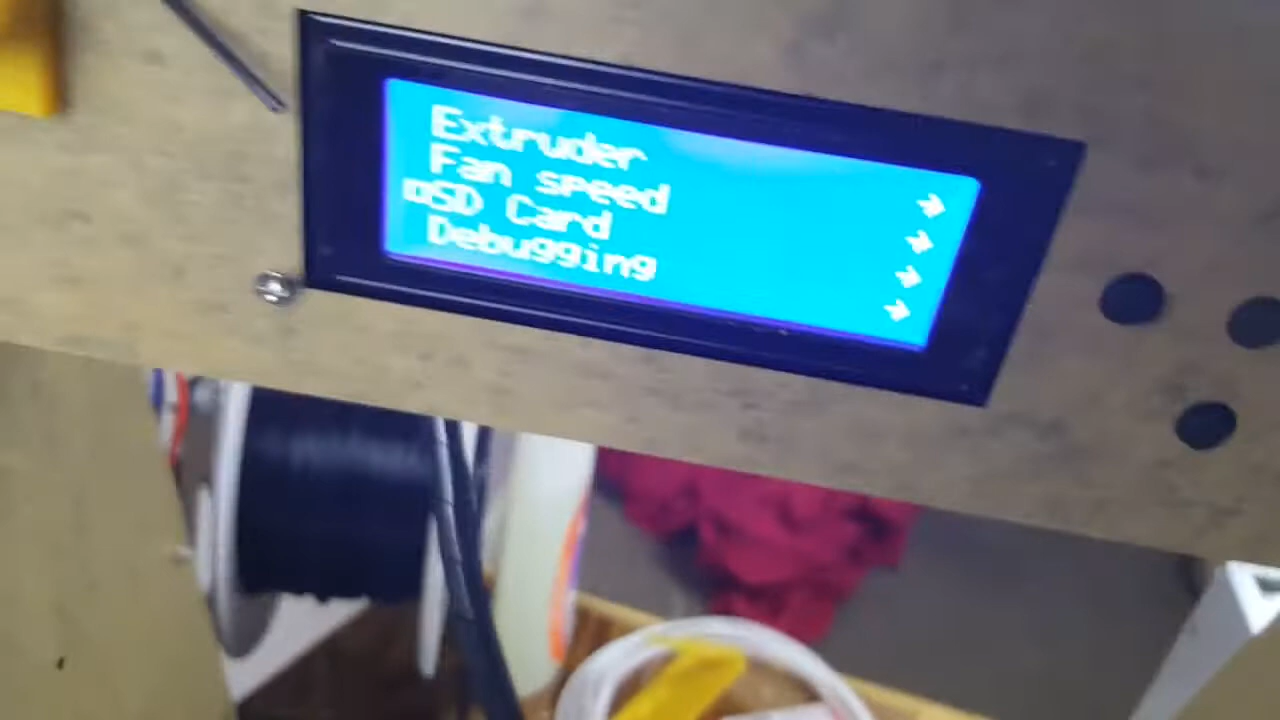 Extruder →
Fan speed →
SD Card →
Debugging →